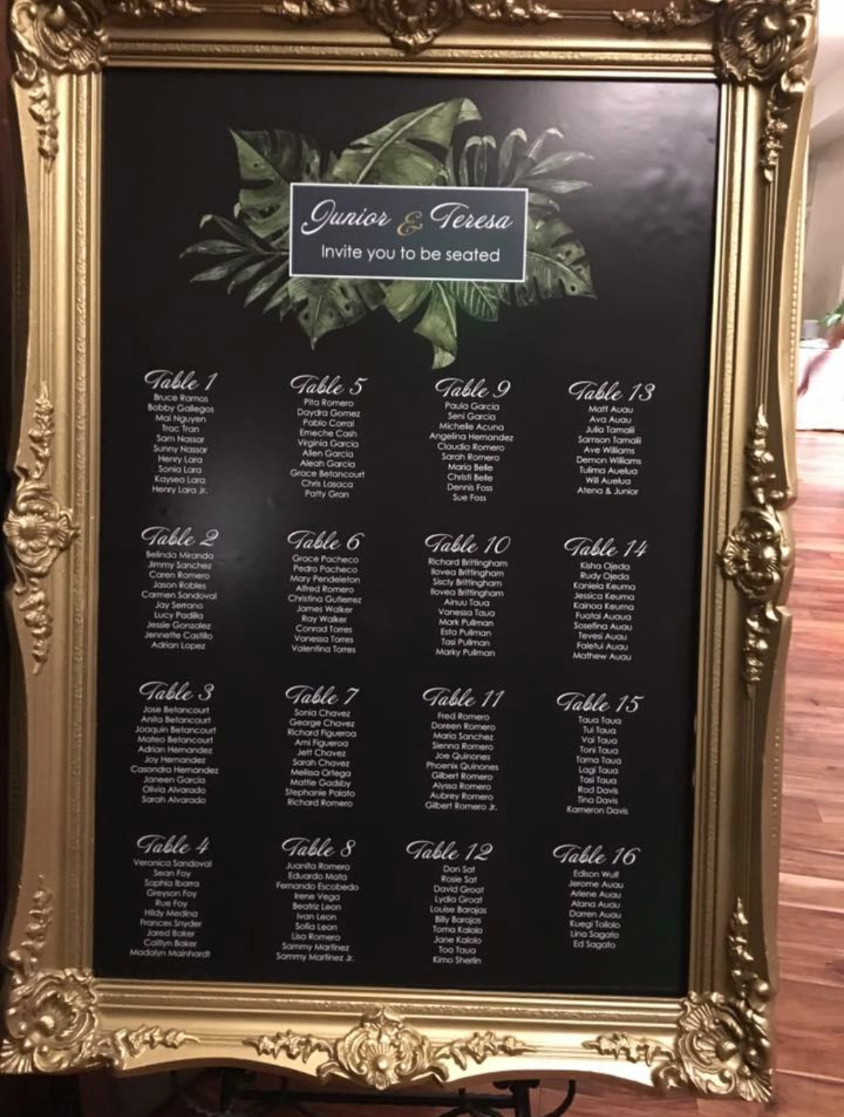 Junior & Teresa
Invite you to be seated
Table 1
Bruce Ramos
Bobby Gallegos
Mai Nguyen
Trac Tran
Sam Nassar
Sunny Nassar
Henry Lara
Sonia Lara
Kaysea Lara
Henry Lara Jr.
Table 2
Belinda Miranda
Jimmy Sanchez
Caren Romero
Jason Robles
Carmen Sandoval
Jay Serrano
Lucy Padilla
Jessie Gonzalez
Jennette Castillo
Adrian Lopez
Table 3
Jose Betancourt
Anita Betancourt
Joaquin Betancourt
Mateo Betancourt
Adrian Hernandez
Joy Hernandez
Casandra Hernandez
Janeen Garcia
Olivia Alvarado
Sarah Alvarado
Table 4
Veronica Sandoval
Sean Foy
Sophia Ibarra
Greyson Foy
Rue Foy
Hildy Medina
Frances Snyder
Jared Baker
Caitlyn Baker
Madalyn Mainhardt
Table 5
Pita Romero
Daydra Gomez
Pablo Corral
Emeche Cash
Virginia Garcia
Allen Garcia
Aleah Garcia
Grace Betancourt
Chris Lasaca
Patty Gran
Table 6
Grace Pacheco
Pedro Pacheco
Mary Pendeleton
Alfred Romero
Christina Gutierrez
James Walker
Ray Walker
Conrad Torres
Vanessa Torres
Valentina Torres
Table 7
Sonia Chavez
George Chavez
Richard Figueroa
Ami Figueroa
Jeff Chavez
Sarah Chavez
Melissa Ortega
Mattie Gadsby
Stephanie Palato
Richard Romero
Table 8
Juanita Romero
Eduardo Mata
Fernando Escobedo
Irene Vega
Beatriz Leon
Ivan Leon
Sofia Leon
Lisa Romero
Sammy Martinez
Sammy Martinez Jr.
Table 9
Paula Garcia
Seni Garcia
Michelle Acuna
Angelina Hernandez
Claudia Romero
Sarah Romero
Maria Belle
Christi Belle
Dennis Foss
Sue Foss
Table 10
Richard Brittingham
Ilovea Brittingham
Siscly Brittingham
Ilovea Brittingham
Ainuu Taua
Vanessa Taua
Mark Pullman
Esta Pullman
Tasi Pullman
Marky Pullman
Table 11
Fred Romero
Doreen Romero
Maria Sanchez
Sienna Romero
Joe Quinones
Phoenix Quinones
Gilbert Romero
Alyssa Romero
Aubrey Romero
Gilbert Romero Jr.
Table 12
Dan Sat
Rosie Sat
David Groat
Lydia Groat
Louise Barajas
Billy Barajas
Toma Kalolo
Jane Kalolo
Toa Taua
Kimo Sherlin
Table 13
Matt Auau
Ava Auau
Julia Tamalii
Samson Tamalii
Ave Williams
Demon Williams
Tulima Auelua
Will Auelua
Atena & Junior
Table 14
Kisha Ojeda
Rudy Ojeda
Kaniela Keuma
Jessica Keuma
Kainoa Keuma
Fuatai Auaua
Sosefina Auau
Tevesi Auau
Faletui Auau
Mathew Auau
Table 15
Taua Taua
Tui Taua
Vai Taua
Toni Taua
Tama Taua
Lagi Taua
Tasi Taua
Rod Davis
Tina Davis
Kameron Davis
Table 16
Edison Wulf
Jerome Auau
Arlene Auau
Alana Auau
Darren Auau
Kuegi Toilolo
Lina Sagato
Ed Sagato